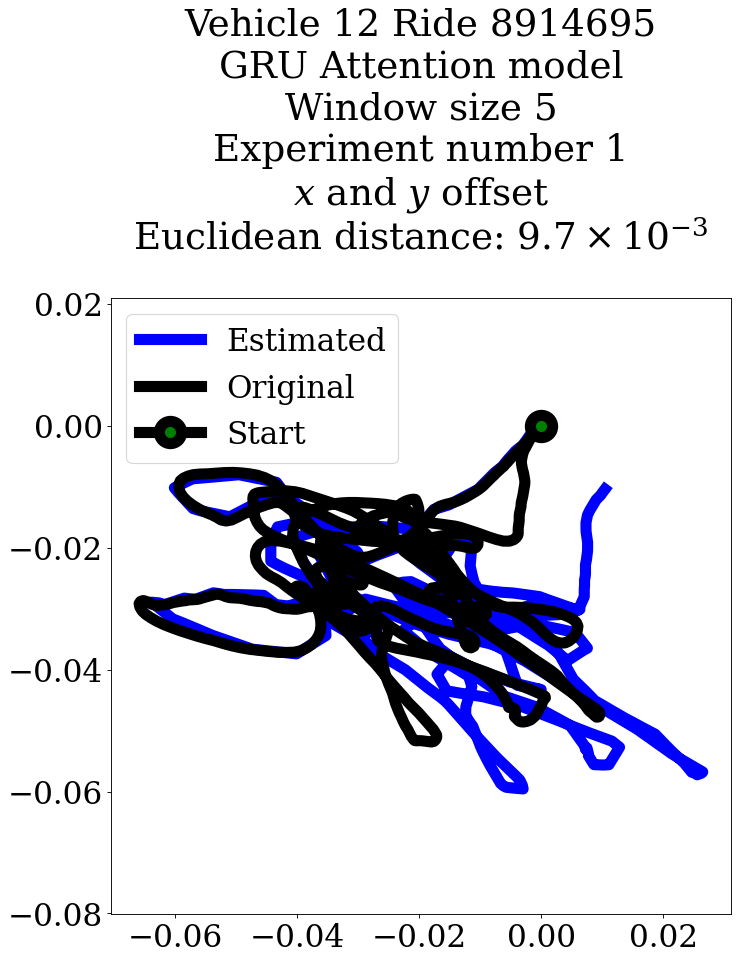 Vehicle 12 Ride 8914695
GRU Attention model
Window size 5
Experiment number 1
x and y offset
Euclidean distance: 9.7 × 10⁻³
Estimated
Original
Start
0.02
0.00
−0.02
−0.04
−0.06
−0.08
−0.06 −0.04 −0.02 0.00 0.02